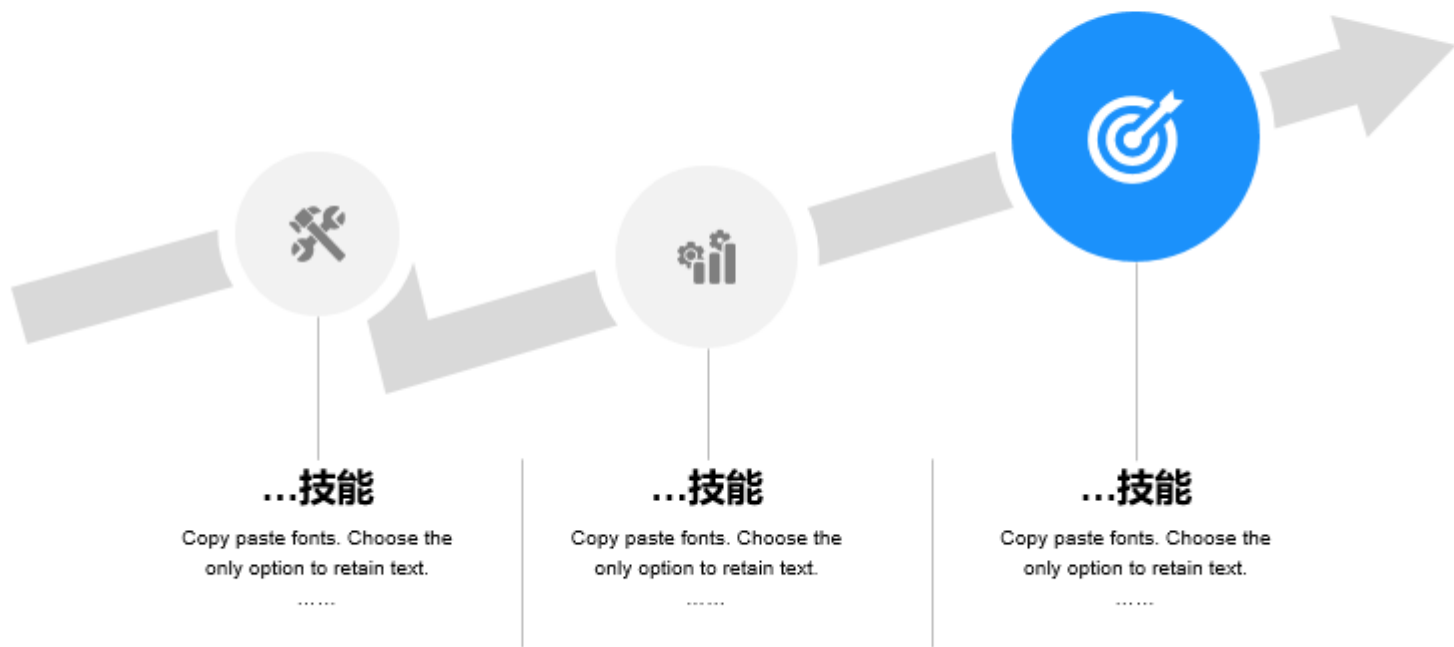 ...技能
Copy paste fonts. Choose the
only option to retain text.
……
...技能
Copy paste fonts. Choose the
only option to retain text.
……
...技能
Copy paste fonts. Choose the
only option to retain text.
……